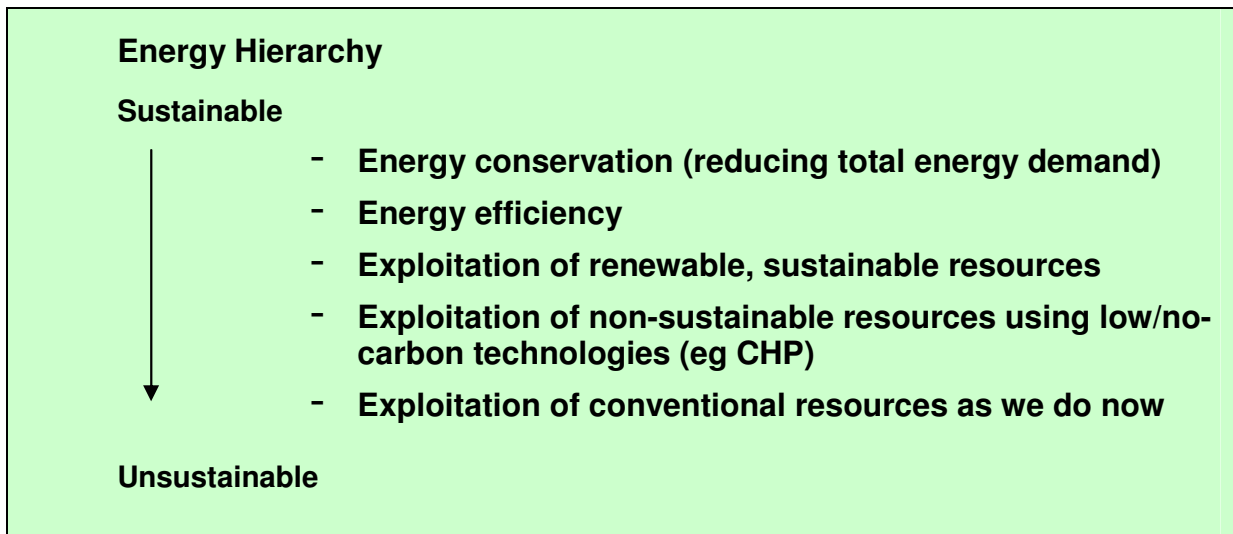 Energy Hierarchy
Sustainable
- Energy conservation (reducing total energy demand)
- Energy efficiency
- Exploitation of renewable, sustainable resources
- Exploitation of non-sustainable resources using low/no-
carbon technologies (eg CHP)
- Exploitation of conventional resources as we do now
Unsustainable